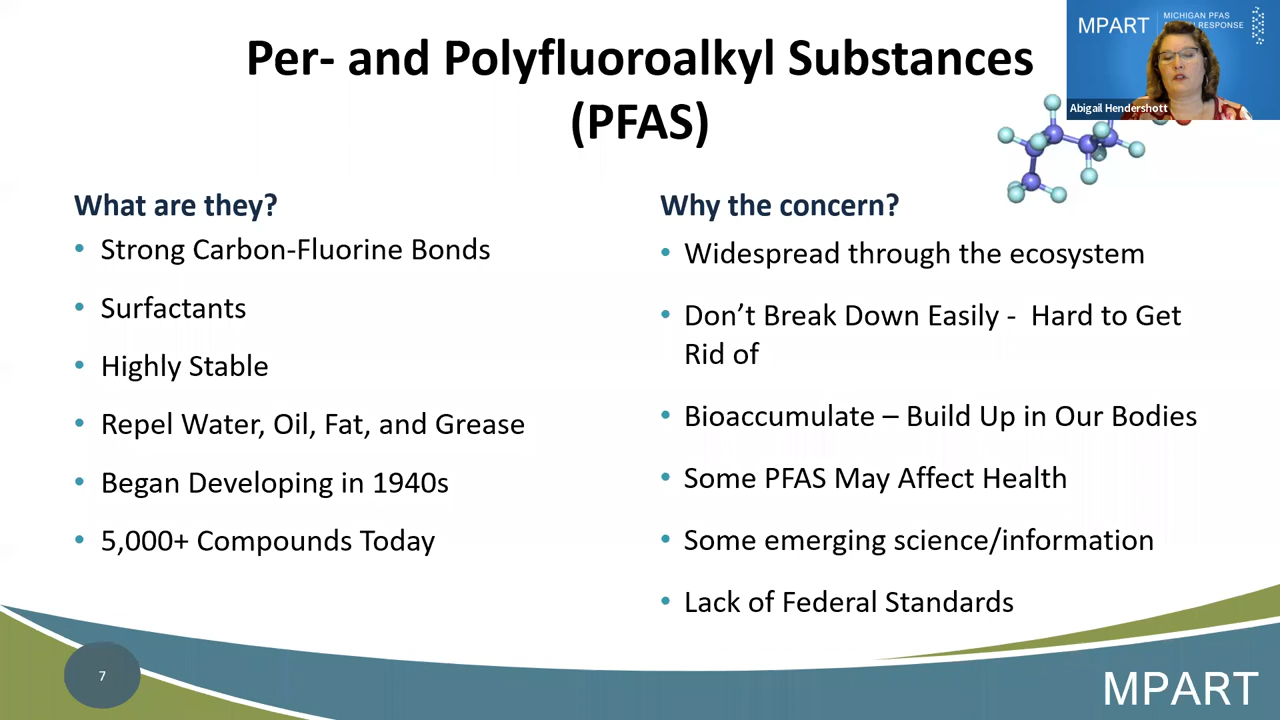 Per- and Polyfluoroalkyl Substances
(PFAS)
MPART
MICHIGAN PFAS
RESPONSE
Abigail Hendershott
What are they?
• Strong Carbon-Fluorine Bonds
• Surfactants
• Highly Stable
• Repel Water, Oil, Fat, and Grease
• Began Developing in 1940s
• 5,000+ Compounds Today
Why the concern?
• Widespread through the ecosystem
• Don’t Break Down Easily - Hard to Get
Rid of
• Bioaccumulate – Build Up in Our Bodies
• Some PFAS May Affect Health
• Some emerging science/information
• Lack of Federal Standards
7
MPART